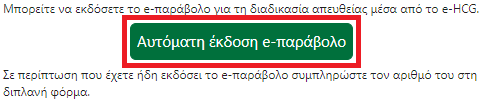 Μπορείτε να εκδόσετε το e-παράβολο για τη διαδικασία απευθείας μέσα από το e-HCG.
Αυτόματη έκδοση e-παράβολο
Σε περίπτωση που έχετε ήδη εκδόσει το e-παράβολο συμπληρώστε τον αριθμό του στη
διπλανή φόρμα.